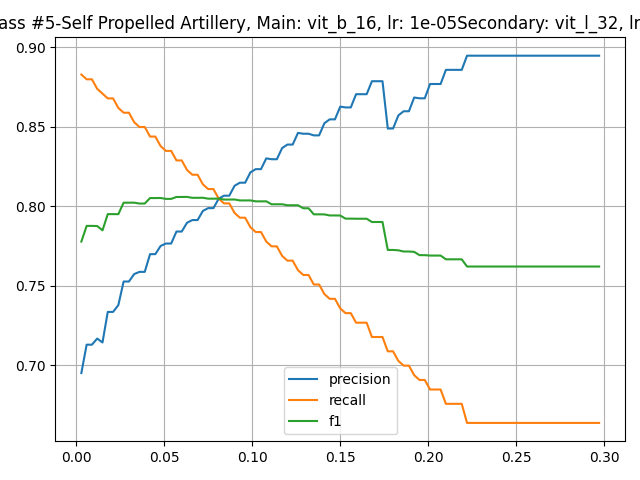 ass #5-Self Propelled Artillery, Main: vit_b_16, lr: 1e-05Secondary: vit_l_32, lr
0.90
0.85
0.80
0.75
0.70
precision
recall
f1
0.00 0.05 0.10 0.15 0.20 0.25 0.30